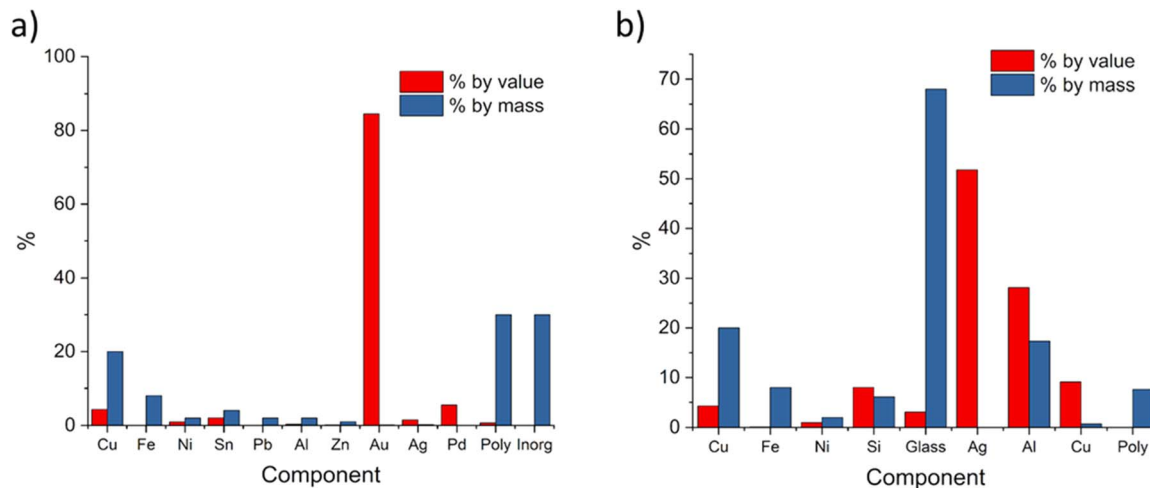 a)
100
80
60
40
20
0
%
% by value
% by mass
Cu Fe Ni Sn Pb Al Zn Au Ag Pd Poly Inorg
Component
b)
70
60
50
40
30
20
10
0
%
% by value
% by mass
Cu Fe Ni Si Glass Ag Al Cu Poly
Component